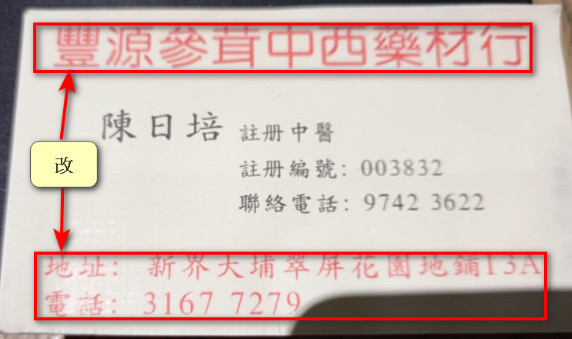 豐源參茸中西藥材行
陳日培 註册中醫
註册編號: 003832
聯絡電話: 9742 3622
改
地址: 新界大埔翠屏花園地鋪13A
電話: 3167 7279